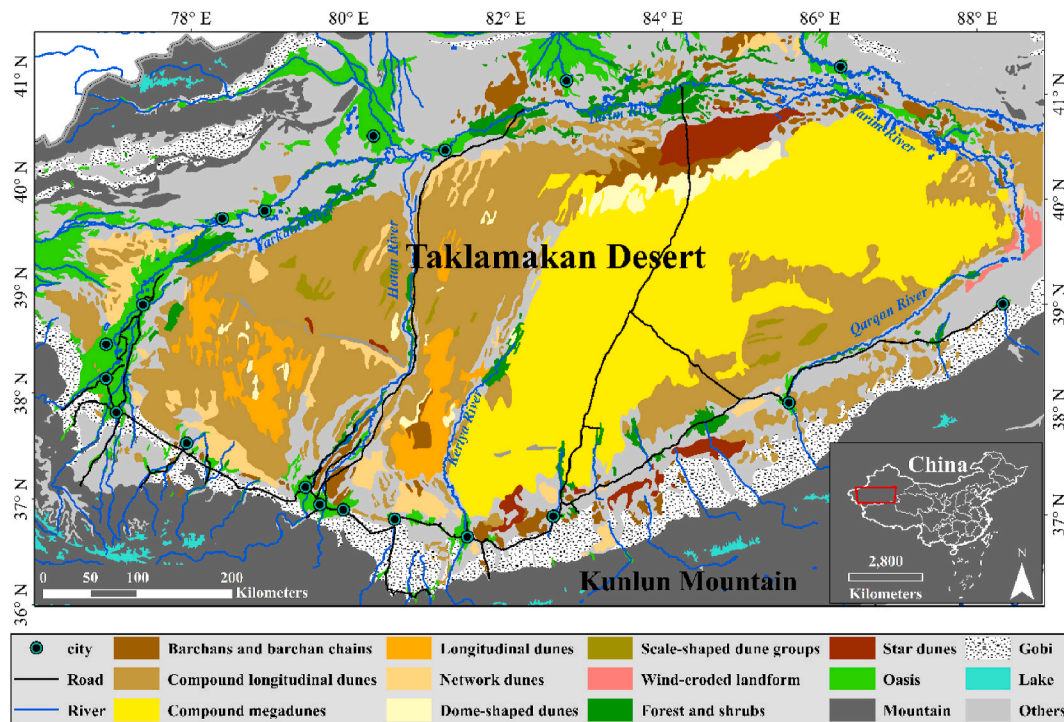 78° E 80° E 82° E 84° E 86° E 88° E
41° N
40° N
39° N
38° N
37° N
36° N
41° N
40° N
39° N
38° N
37° N
Tarim River
Tarim River
Yarkant
Hotan River
Taklamakan Desert
Qarqan River
Keriya River
Kunlun Mountain
0 50 100 200
Kilometers
China
2,800
Kilometers
N
city Barchans and barchan chains Longitudinal dunes Scale-shaped dune groups Star dunes Gobi
Road Compound longitudinal dunes Network dunes Wind-eroded landform Oasis Lake
River Compound megadunes Dome-shaped dunes Forest and shrubs Mountain Others